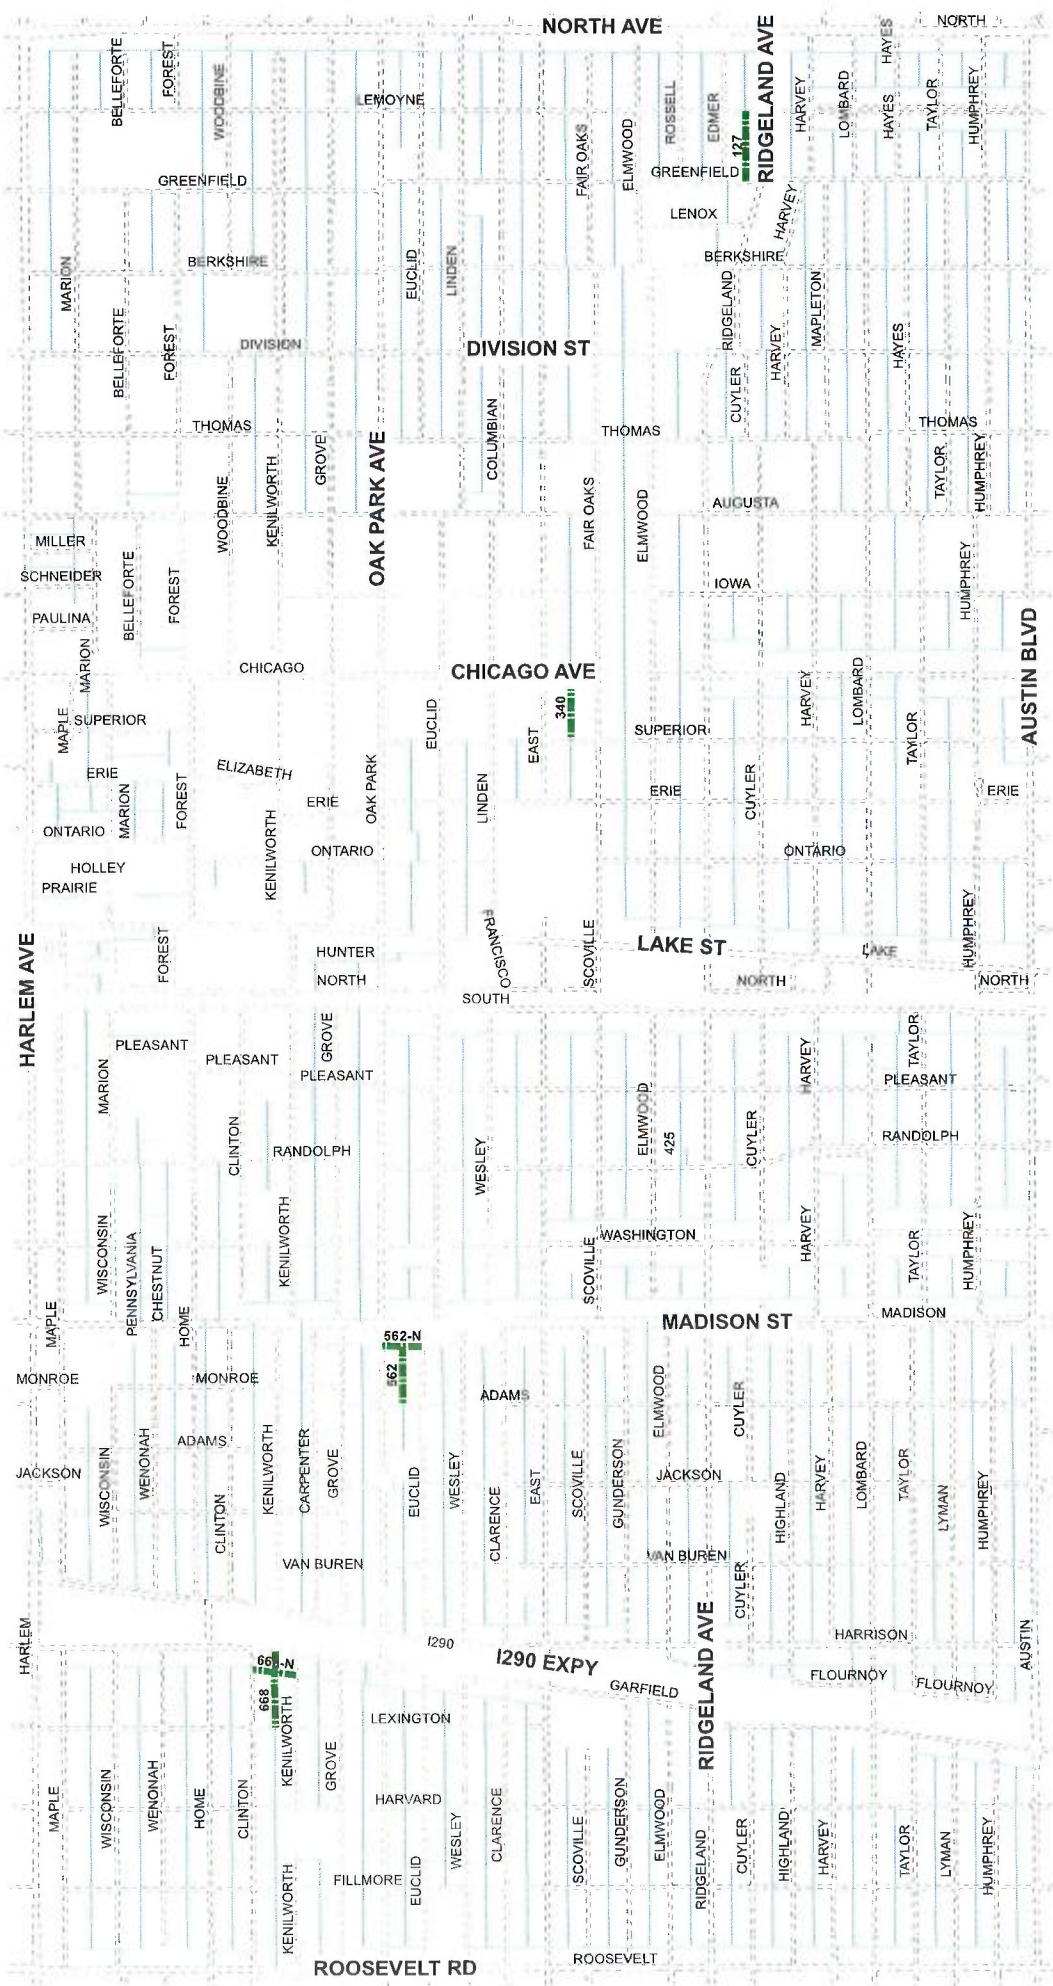 NORTH AVE
NORTH
RIDGELAND AVE
BELLEFORTE
FOREST
WOODBINE
LEMOYNE
ROSSELL
EDMER
HARVEY
LOMBARD
HAYES
HAYES
TAYLOR
HUMPHREY
FAIR OAKS
ELMWOOD
127
GREENFIELD
GREENFIELD
LENOX
HARVEY
BERKSHIRE
BERKSHIRE
MARION
EUCLID
LINDEN
RIDGELAND
MAPLETON
BELLEFORTE
FOREST
DIVISION
DIVISION ST
HARVEY
HAYES
CUYLER
COLUMBIAN
THOMAS
THOMAS
THOMAS
OAK PARK AVE
GROVE
KENILWORTH
WOODBINE
TAYLOR
HUMPHREY
FAIR OAKS
ELMWOOD
AUGUSTA
MILLER
SCHNEIDER
PAULINA
BELLEFORTE
FOREST
IOWA
HUMPHREY
AUSTIN BLVD
MARION
CHICAGO
CHICAGO AVE
340
MAPLE
SUPERIOR
EUCLID
EAST
SUPERIOR
HARVEY
LOMBARD
TAYLOR
ERIE
ELIZABETH
FOREST
MARION
ERIE
OAK PARK
LINDEN
ERIE
CUYLER
ERIE
ONTARIO
KENILWORTH
ONTARIO
ONTARIO
HOLLEY
PRAIRIE
HARLEM AVE
FOREST
HUNTER
NORTH
FRANCISCO
SOUTH
SCOVILLE
LAKE ST
LAKE
NORTH
HUMPHREY
NORTH
PLEASANT
PLEASANT
GROVE
PLEASANT
MARION
HARVEY
TAYLOR
PLEASANT
CLINTON
RANDOLPH
WESLEY
ELMWOOD
425
CUYLER
RANDOLPH
WISCONSIN
PENNSYLVANIA
CHESTNUT
KENILWORTH
SCOVILLE
WASHINGTON
HARVEY
TAYLOR
HUMPHREY
MAPLE
HOME
562-N
562
MADISON ST
MADISON
MONROE
MONROE
ADAMS
ELMWOOD
CUYLER
JACKSON
WISCONSIN
WENONAH
ADAMS
CLINTON
KENILWORTH
CARPENTER
GROVE
EUCLID
WESLEY
CLARENCE
EAST
SCOVILLE
GUNDERSON
JACKSON
HIGHLAND
HARVEY
LOMBARD
TAYLOR
LYMAN
HUMPHREY
VAN BUREN
VAN BUREN
CUYLER
HARLEM
I290
I290 EXPY
RIDGELAND AVE
HARRISON
AUSTIN
668-N
668
KENILWORTH
GARFIELD
FLOURNOY
FLOURNOY
LEXINGTON
MAPLE
WISCONSIN
WENONAH
HOME
CLINTON
GROVE
HARVARD
WESLEY
CLARENCE
SCOVILLE
GUNDERSON
ELMWOOD
RIDGELAND
CUYLER
HIGHLAND
HARVEY
TAYLOR
LYMAN
HUMPHREY
KENILWORTH
FILLMORE
EUCLID
ROOSEVELT RD
ROOSEVELT